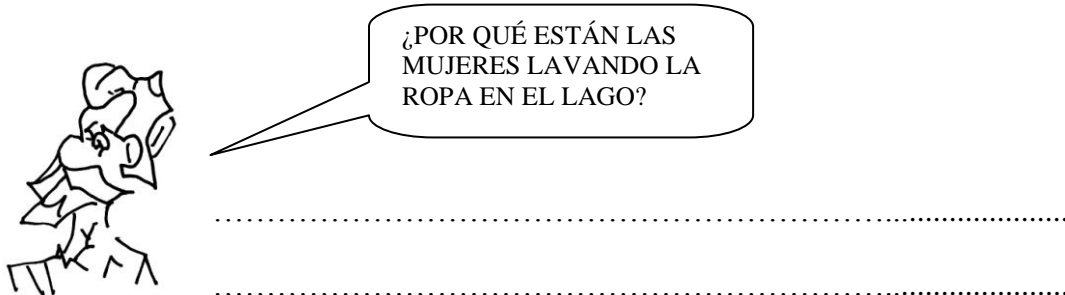 ¿POR QUÉ ESTÁN LAS
MUJERES LAVANDO LA
ROPA EN EL LAGO?